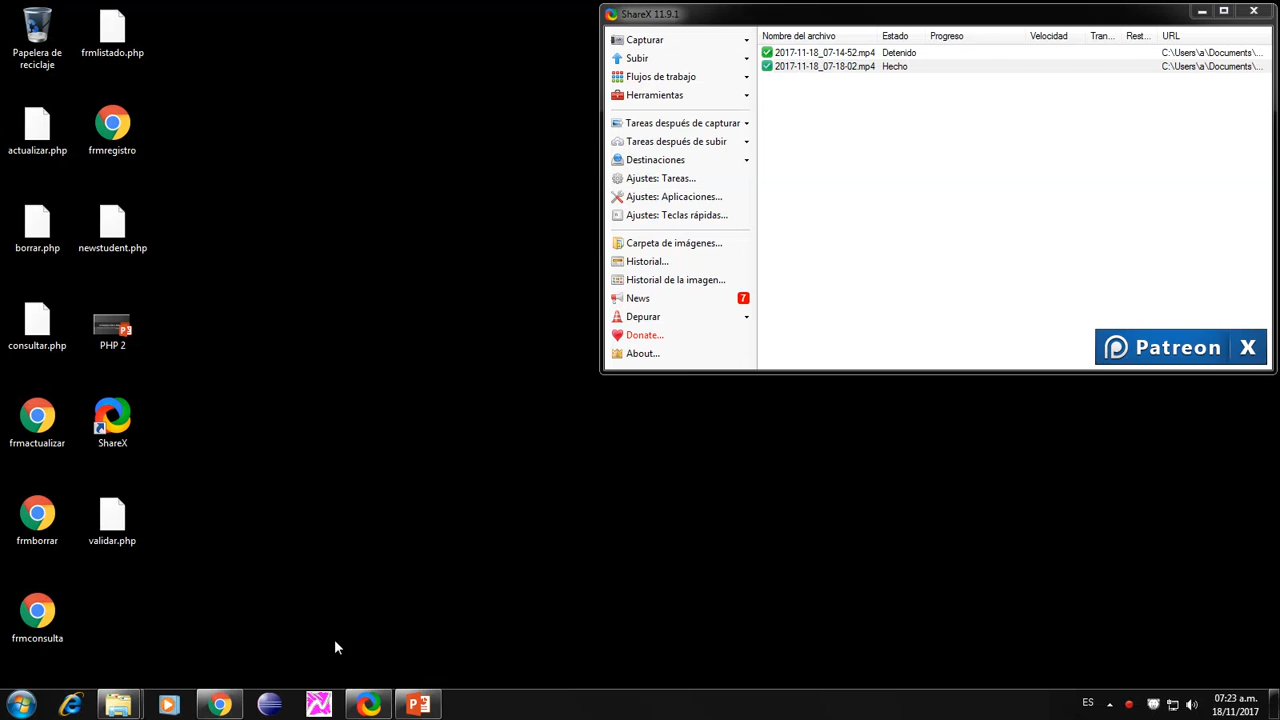 Papelera de
reciclaje
frmlistado.php
actualizar.php
frmregistro
borrar.php
newstudent.php
consultar.php
PHP 2
frmactualizar
ShareX
frmborrar
validar.php
frmconsulta
ShareX 11.9.1
Capturar
Subir
Flujos de trabajo
Herramientas
Tareas después de capturar
Tareas después de subir
Destinaciones
Ajustes: Tareas...
Ajustes: Aplicaciones...
Ajustes: Teclas rápidas...
Carpeta de imágenes...
Historial...
Historial de la imagen...
News 7
Depurar
Donate...
About...
Nombre del archivo Estado Progreso Velocidad Tran... Rest... URL
2017-11-18_07-14-52.mp4 Detenido C:\Users\a\Documents\...
2017-11-18_07-18-02.mp4 Hecho C:\Users\a\Documents\...
Patreon X
ES
07:23 a.m.
18/11/2017